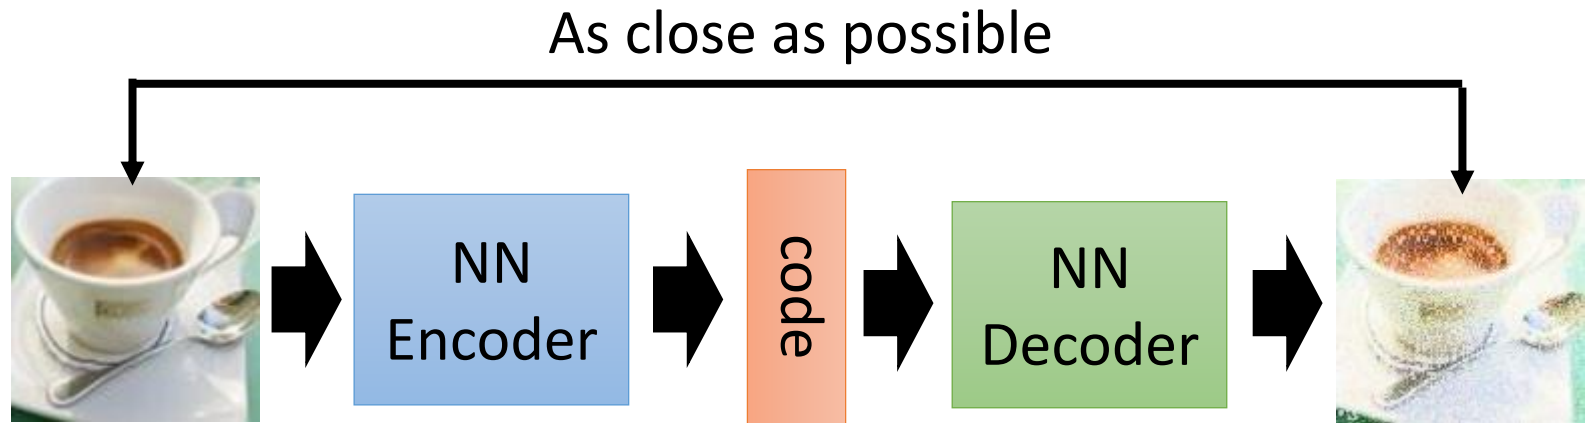 As close as possible
NN
Encoder
code
NN
Decoder